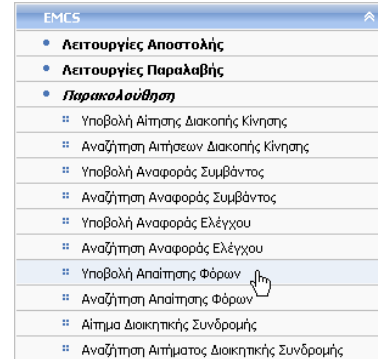 EMCS
Λειτουργίες Αποστολής
Λειτουργίες Παραλαβής
Παρακολούθηση
Υποβολή Αίτησης Διακοπής Κίνησης
Αναζήτηση Αιτήσεων Διακοπής Κίνησης
Υποβολή Αναφοράς Συμβάντος
Αναζήτηση Αναφοράς Συμβάντος
Υποβολή Αναφοράς Ελέγχου
Αναζήτηση Αναφοράς Ελέγχου
Υποβολή Απαίτησης Φόρων
Αναζήτηση Απαίτησης Φόρων
Αίτημα Διοικητικής Συνδρομής
Αναζήτηση Αιτήματος Διοικητικής Συνδρομής